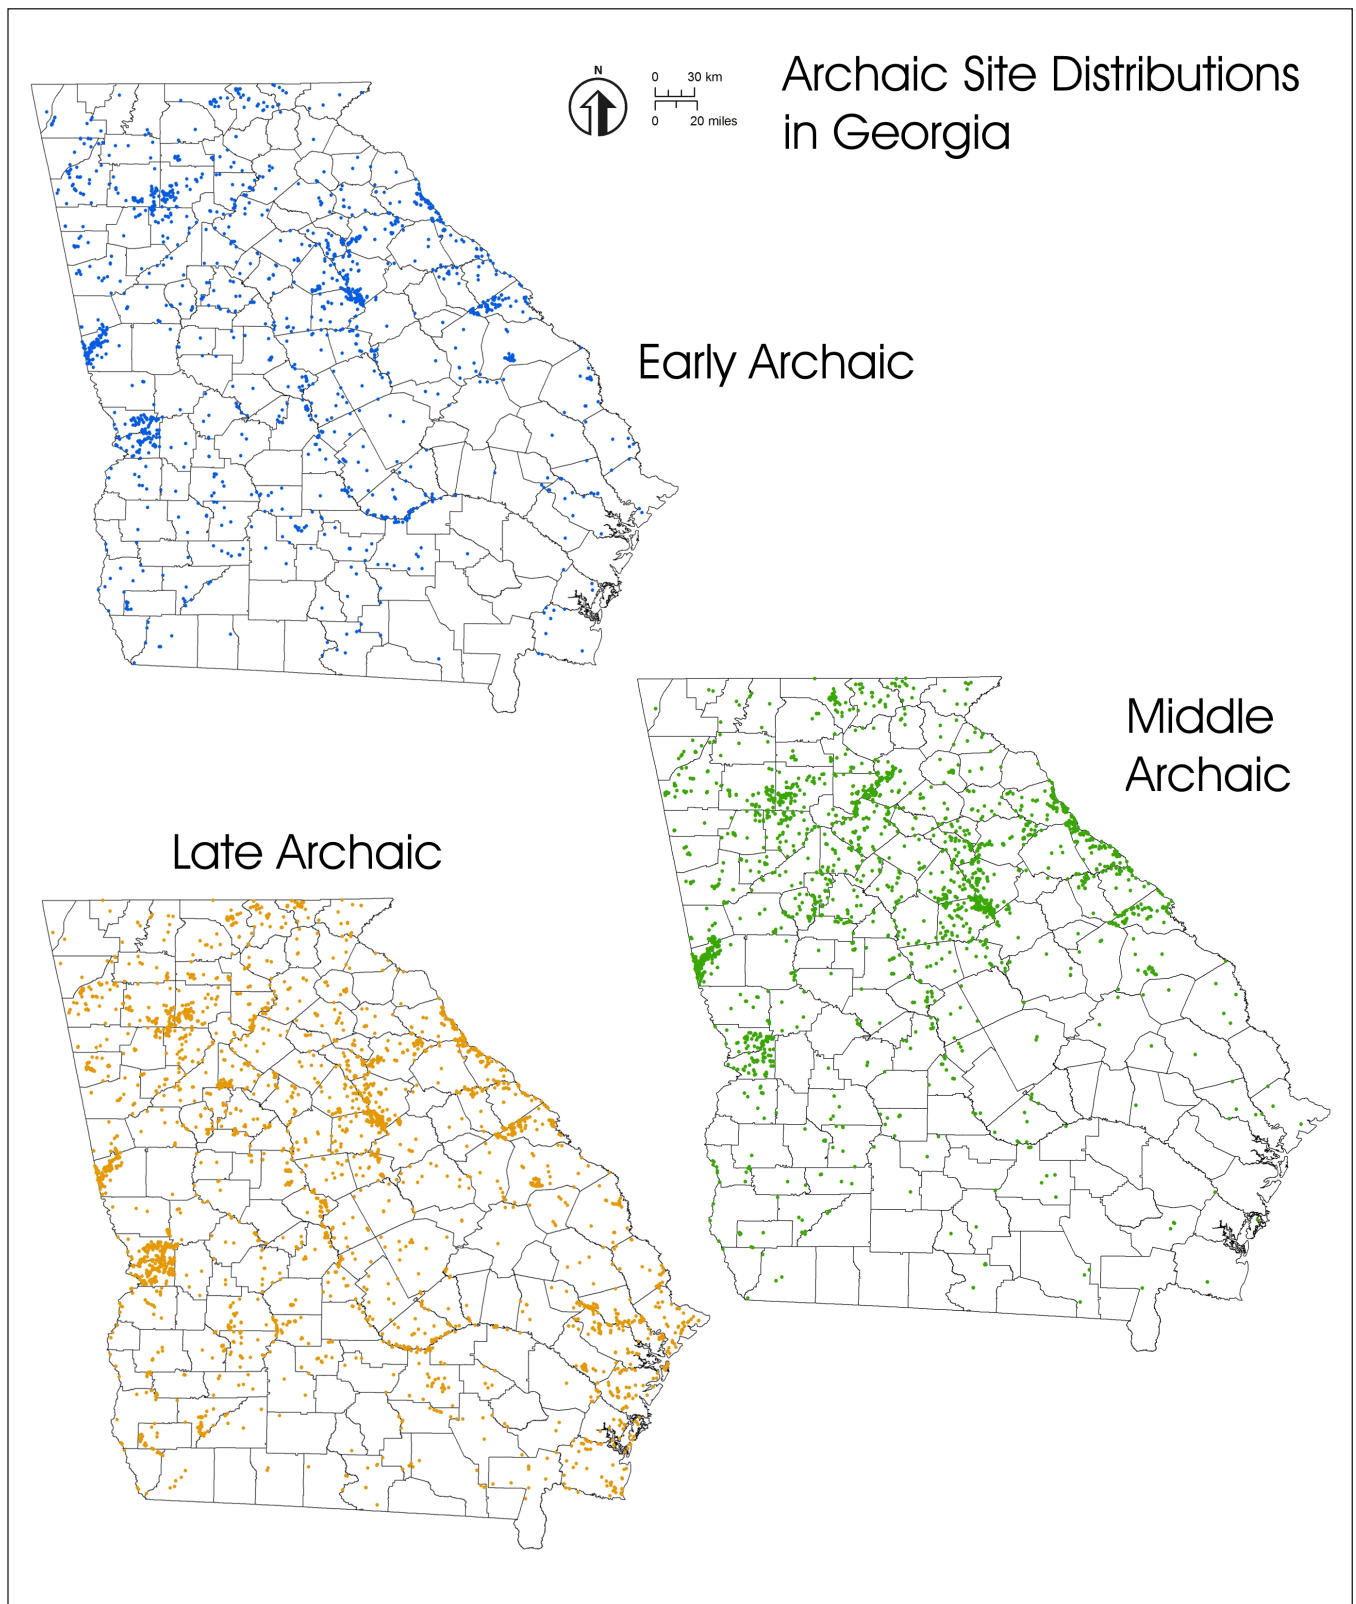 Archaic Site Distributions
in Georgia
N
0 30 km
0 20 miles
Early Archaic
Middle
Archaic
Late Archaic